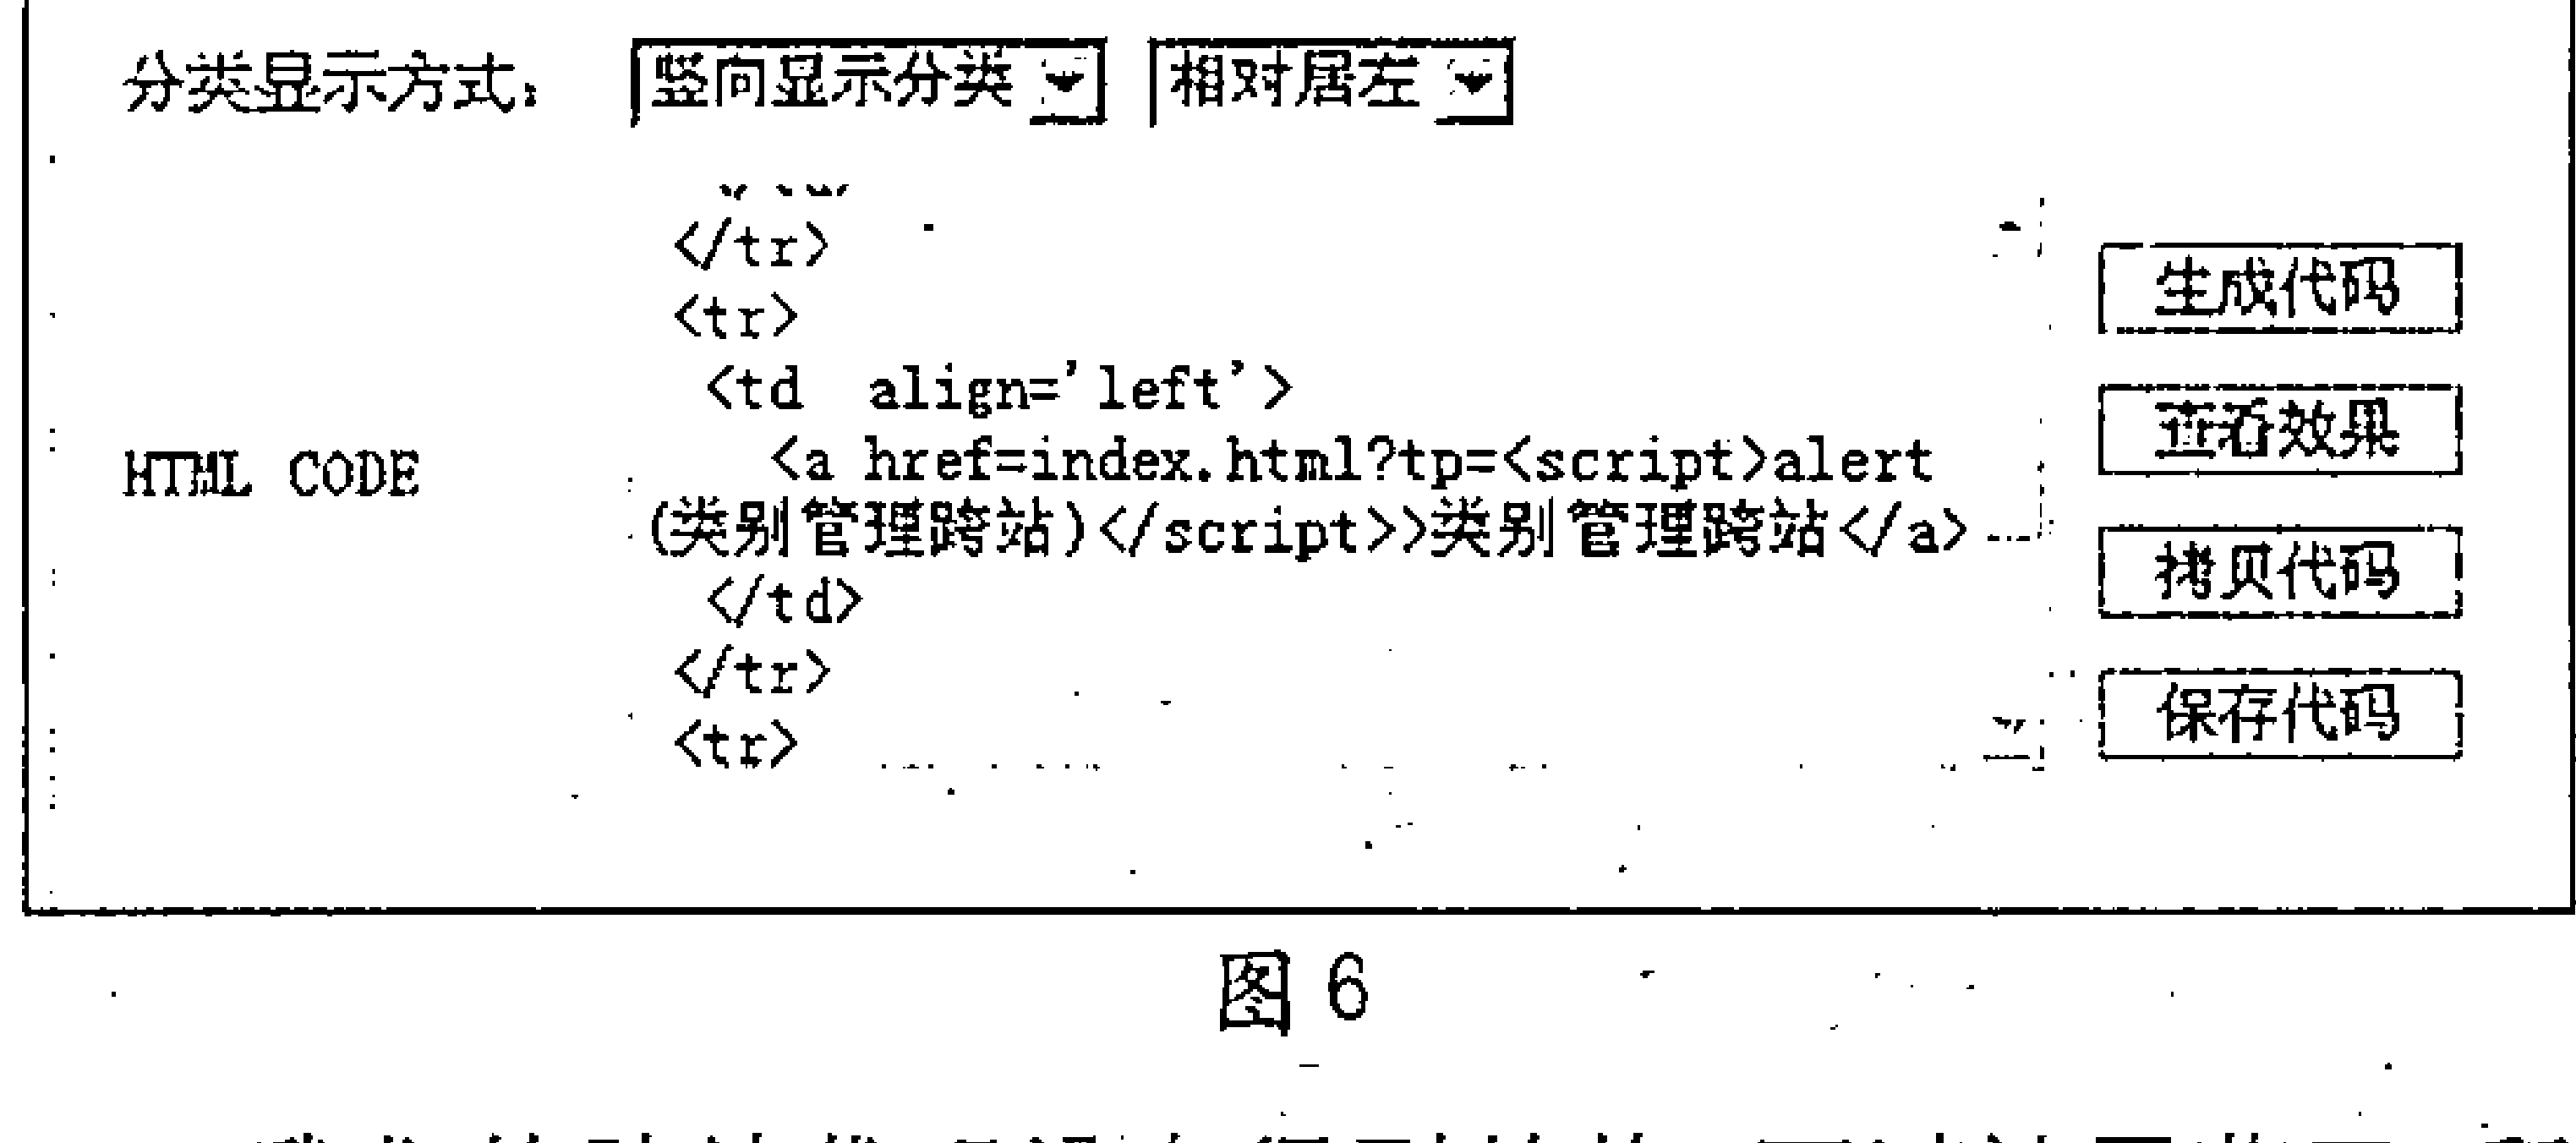 分类显示方式: 竖向显示分类 相对居左
</tr>
<tr>
<td  align='left'>
<a href=index.html?tp=<script>alert
(类别管理跨站)</script>>类别管理跨站</a>
</td>
</tr>
<tr>
HTML CODE
生成代码
查看效果
拷贝代码
保存代码
图 6